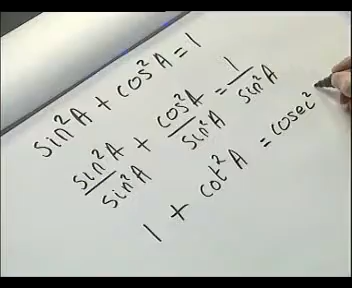 sin²A + cos²A = 1
sin²A/sin²A + cos²A/sin²A = 1/sin²A
1 + cot²A = cosec²